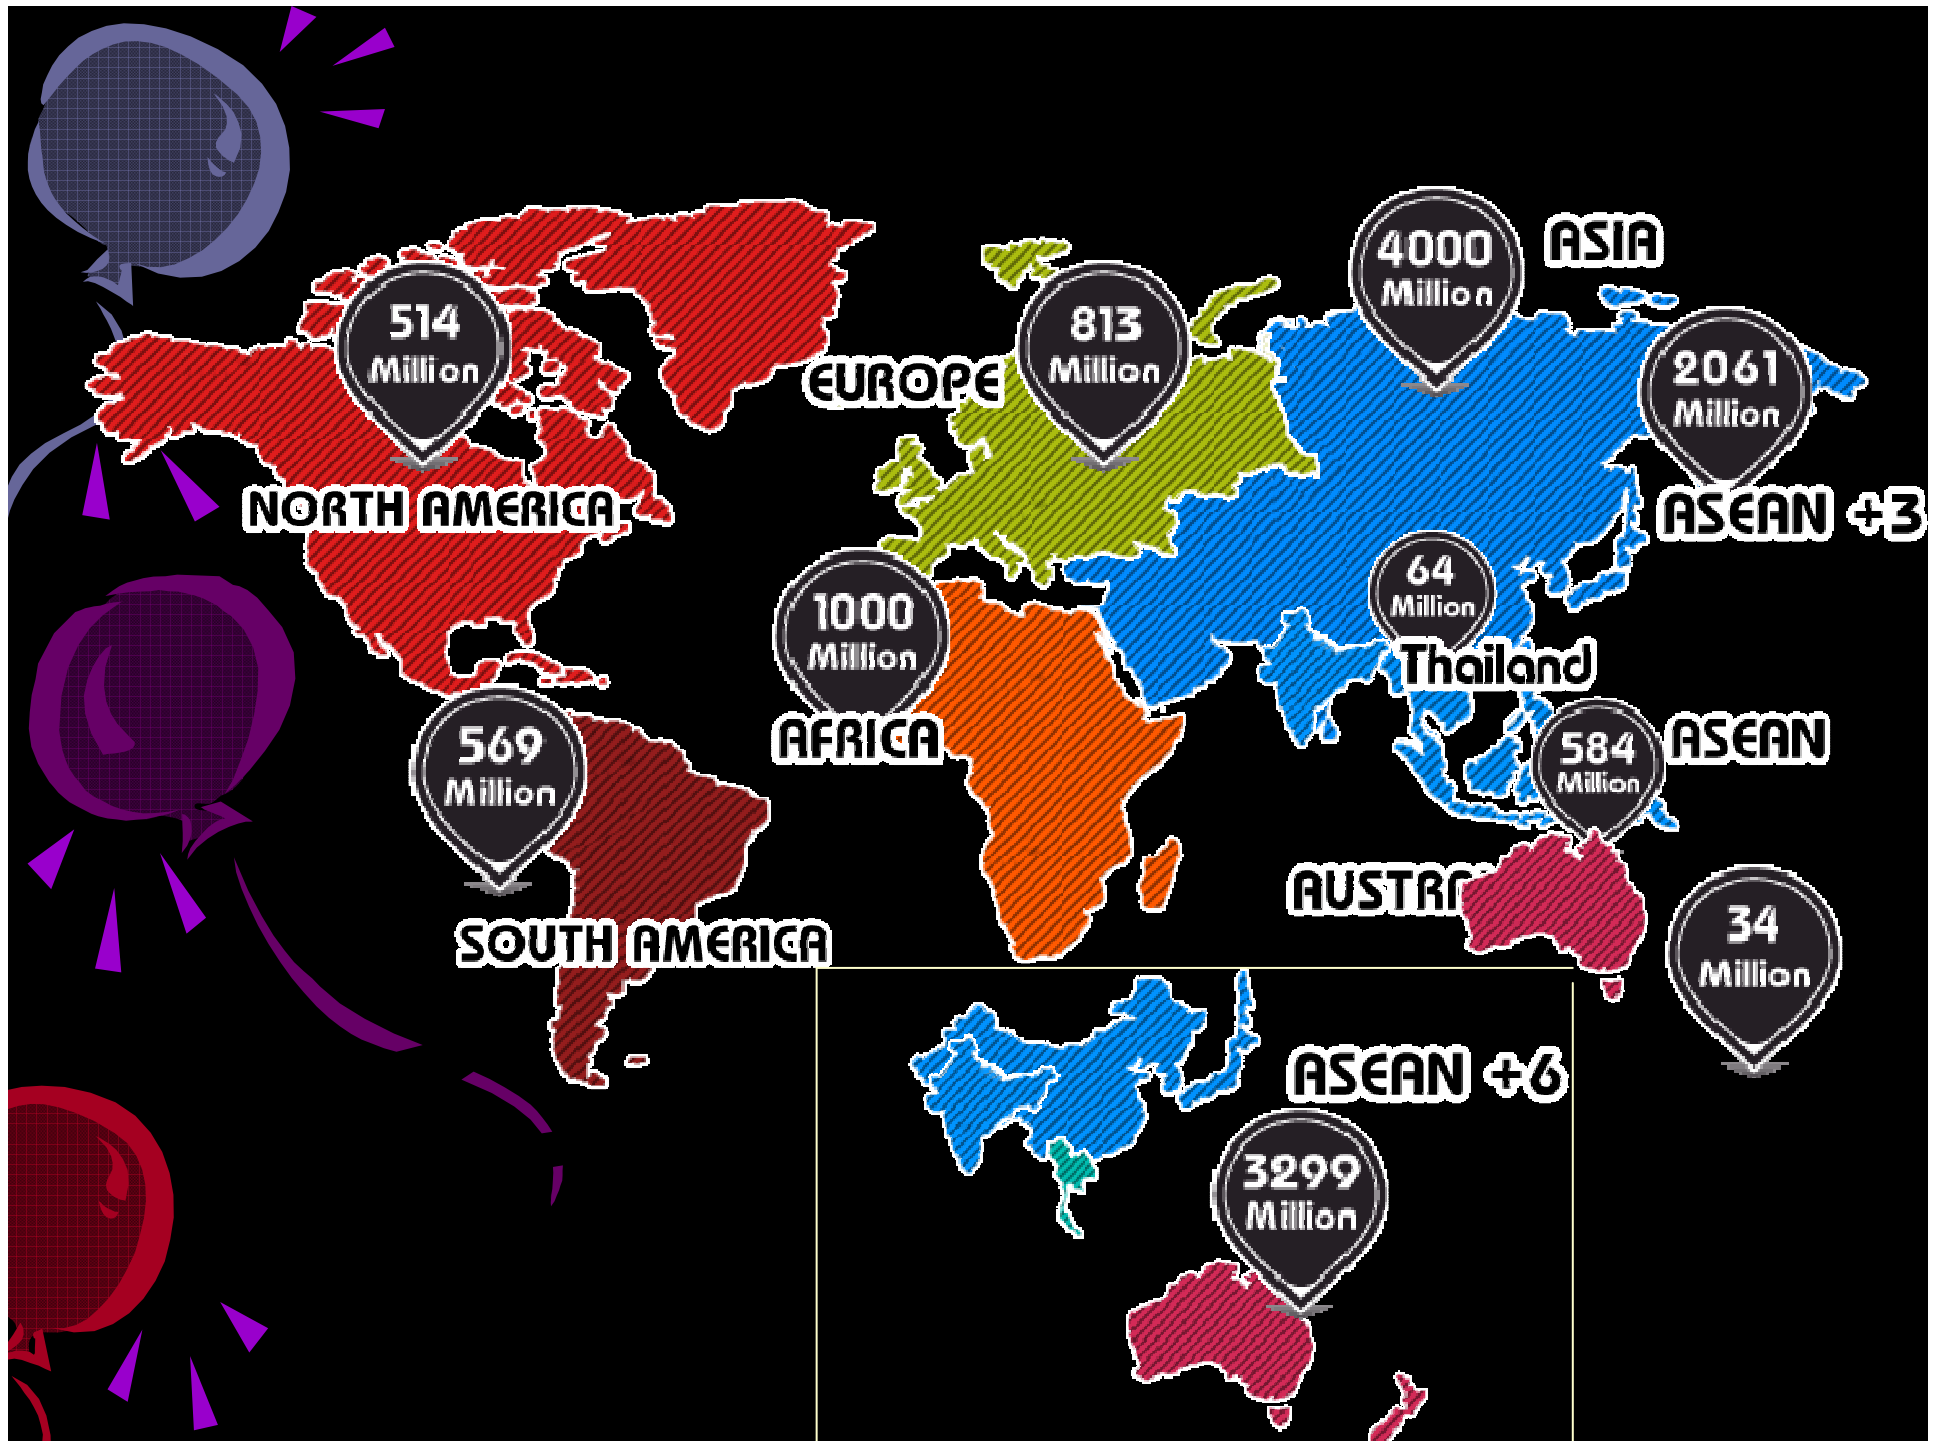 4000
Million
ASIA
514
Million
813
Million
EUROPE
2061
Million
NORTH AMERICA
ASEAN +3
64
Million
Thailand
1000
Million
AFRICA
569
Million
584
Million
ASEAN
AUSTRA
34
Million
SOUTH AMERICA
ASEAN +6
3299
Million